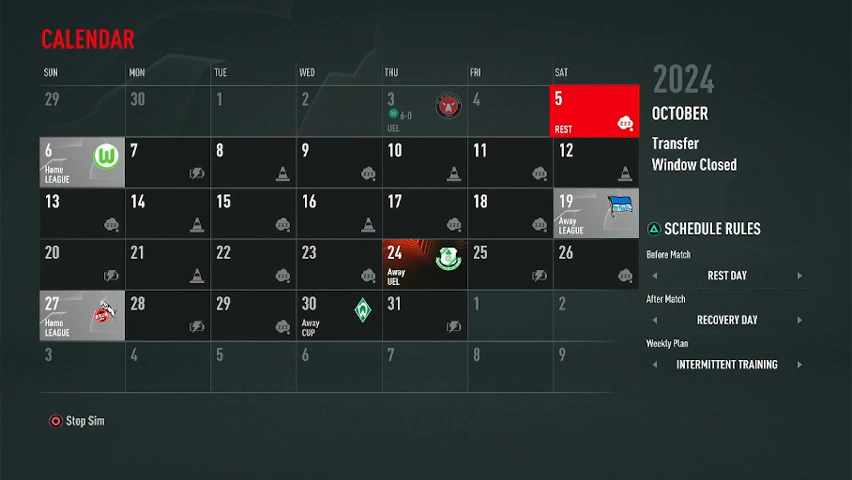 CALENDAR
SUN MON TUE WED THU FRI SAT
29 30 1 2 3 4 5
W 6-0
UEL
REST
6 7 8 9 10 11 12
Home
LEAGUE
13 14 15 16 17 18 19
Away
LEAGUE
20 21 22 23 24 25 26
Away
UEL
27 28 29 30 31 1 2
Home
LEAGUE
Away
CUP
3 4 5 6 7 8 9
Stop Sim
2024
OCTOBER
Transfer
Window Closed
SCHEDULE RULES
Before Match
REST DAY
After Match
RECOVERY DAY
Weekly Plan
INTERMITTENT TRAINING